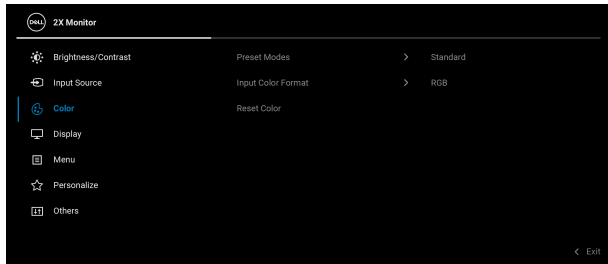 DELL 2X Monitor
Brightness/Contrast Preset Modes > Standard
Input Source Input Color Format > RGB
Color Reset Color
Display
Menu
Personalize
Others
< Exit